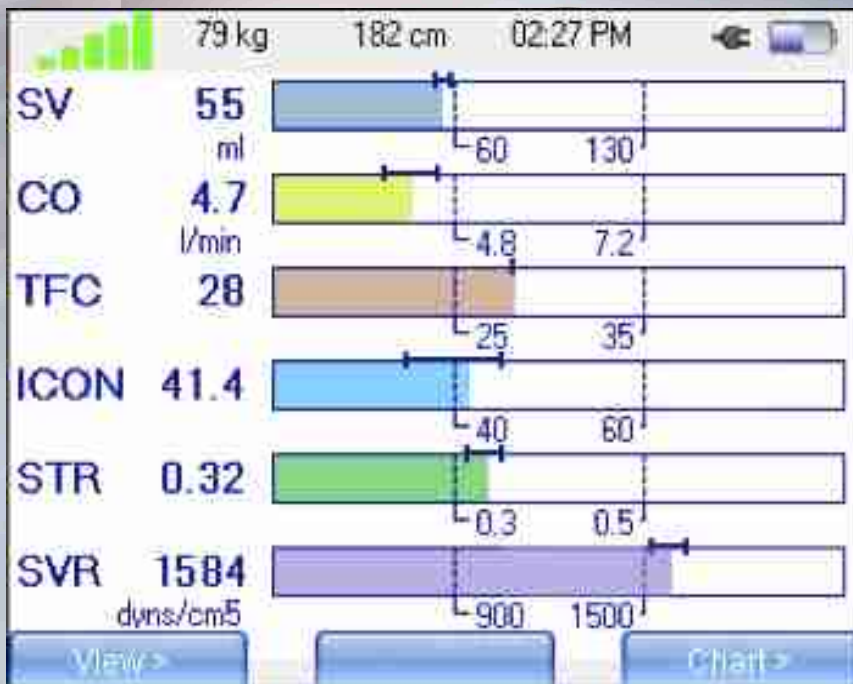 79 kg 182 cm 02:27 PM
SV 55
ml 60 130
CO 4.7
l/min 4.8 7.2
TFC 28
25 35
ICON 41.4
40 60
STR 0.32
0.3 0.5
SVR 1584
dyns/cm5 900 1500
View > Chart >